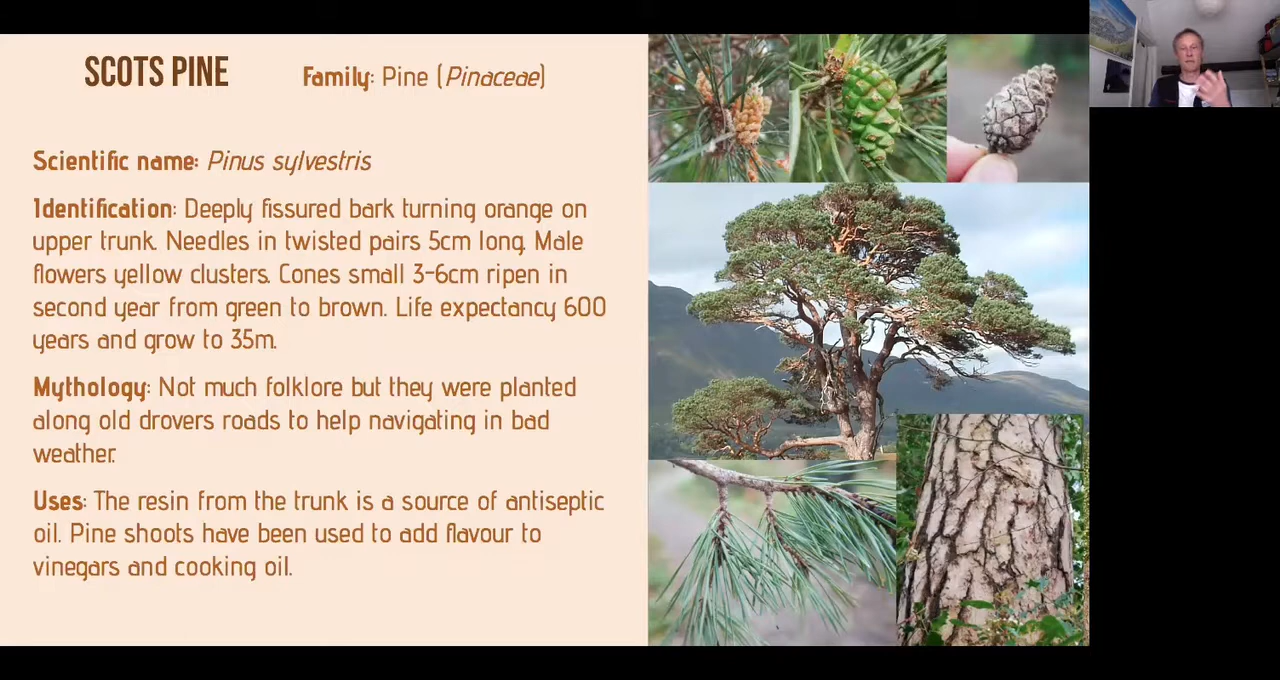 SCOTS PINE
Family: Pine (Pinaceae)
Scientific name: Pinus sylvestris
Identification: Deeply fissured bark turning orange on
upper trunk. Needles in twisted pairs 5cm long. Male
flowers yellow clusters. Cones small 3-6cm ripen in
second year from green to brown. Life expectancy 600
years and grow to 35m.
Mythology: Not much folklore but they were planted
along old drovers roads to help navigating in bad
weather.
Uses: The resin from the trunk is a source of antiseptic
oil. Pine shoots have been used to add flavour to
vinegars and cooking oil.